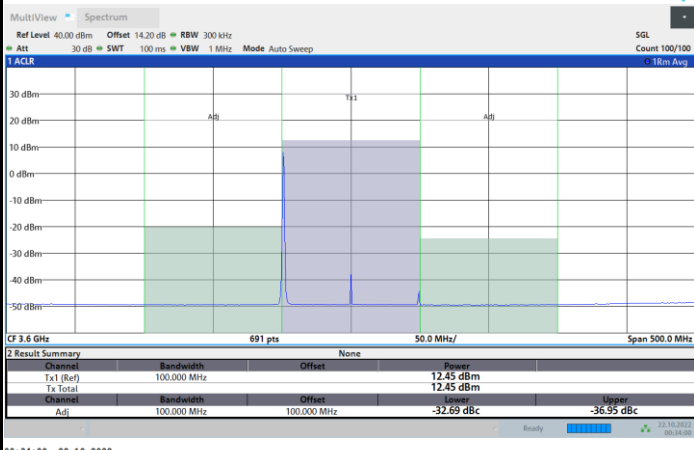 MultiView Spectrum
Ref Level 40.00 dBm Offset 14.20 dB RBW 300 kHz SGL
Att 30 dB SWT 100 ms VBW 1 MHz Mode Auto Sweep Count 100/100
1 ACLR 1Rm Avg
30 dBm
Tx1
20 dBm
Adj Adj
10 dBm
0 dBm
-10 dBm
-20 dBm
-30 dBm
-40 dBm
-50 dBm
CF 3.6 GHz 691 pts 50.0 MHz/ Span 500.0 MHz
2 Result Summary None
Channel Bandwidth Offset Power
Tx1 (Ref) 100.000 MHz 12.45 dBm
Tx Total 12.45 dBm
Channel Bandwidth Offset Lower Upper
Adj 100.000 MHz 100.000 MHz -32.69 dBc -36.95 dBc
Ready 22.10.2022
00:34:00